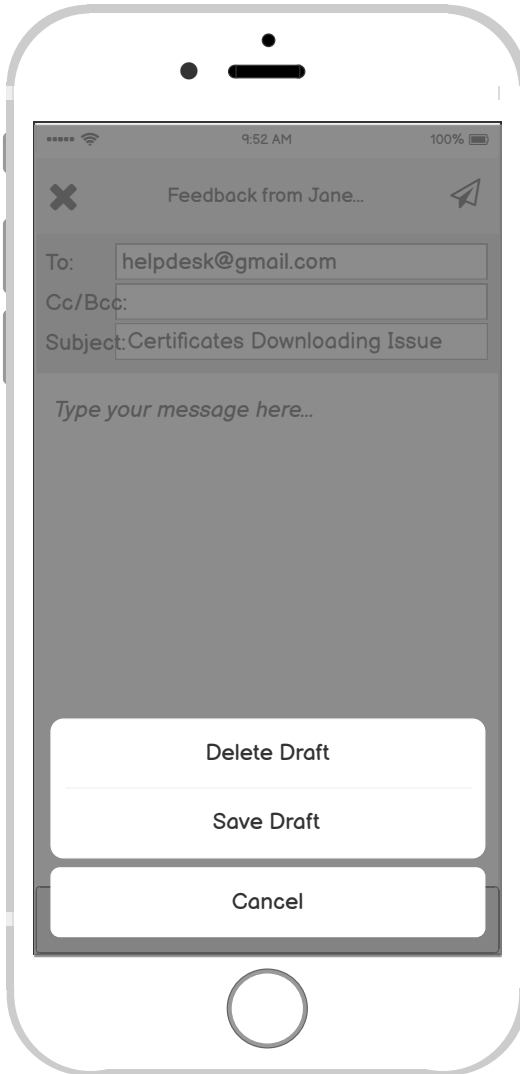 9:52 AM 100%
Feedback from Jane...
To: helpdesk@gmail.com
Cc/Bcc:
Subject: Certificates Downloading Issue
Type your message here...
Delete Draft
Save Draft
Cancel